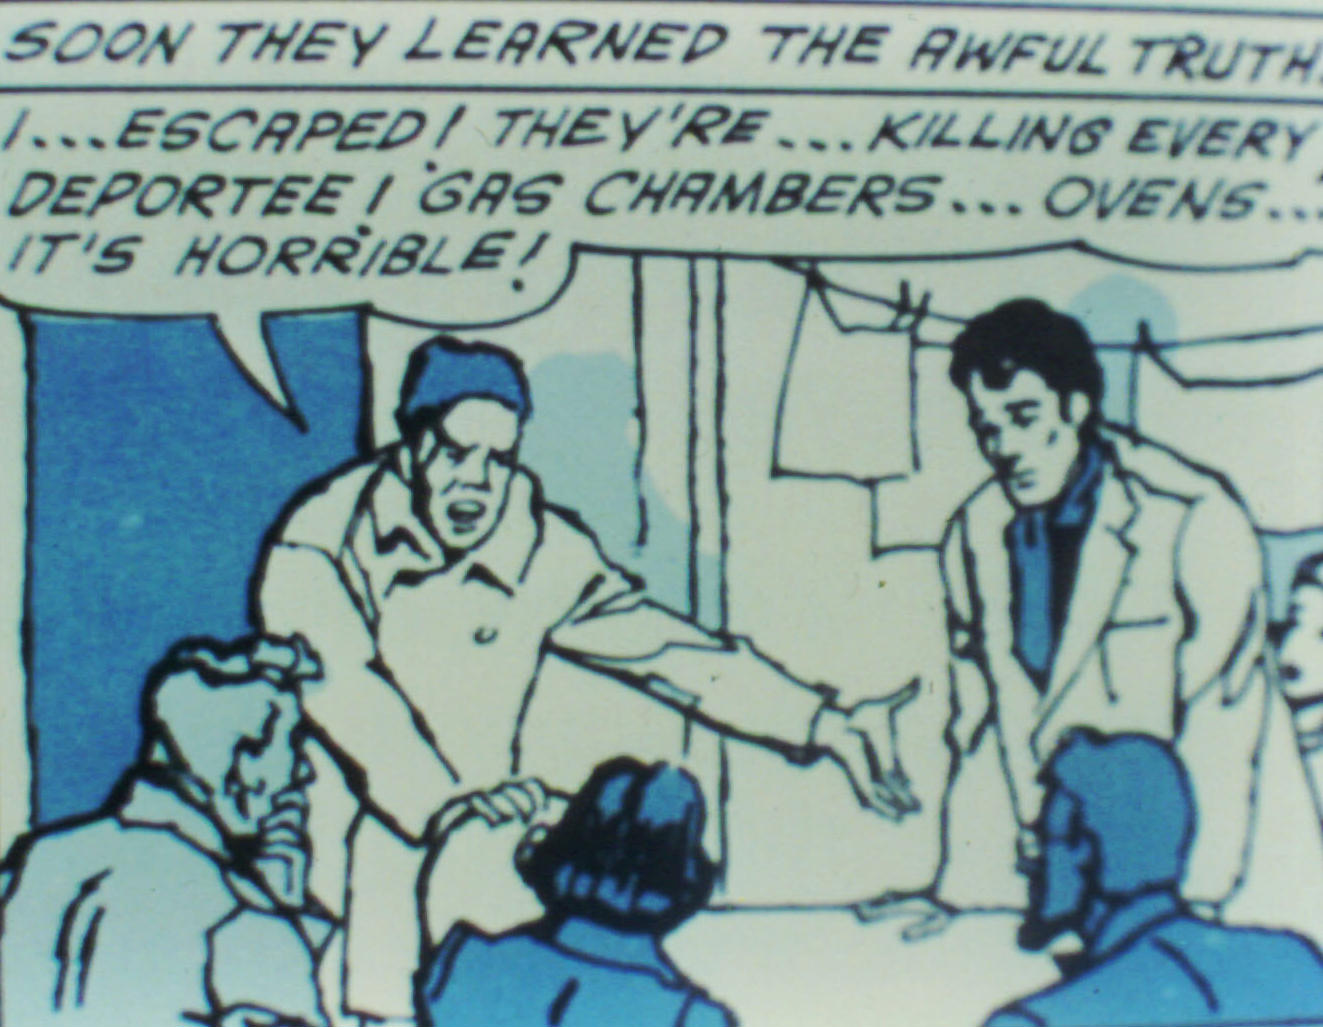 SOON THEY LEARNED THE AWFUL TRUTH:
I...ESCAPED! THEY'RE...KILLING EVERY
DEPORTEE! GAS CHAMBERS...OVENS...
IT'S HORRIBLE!